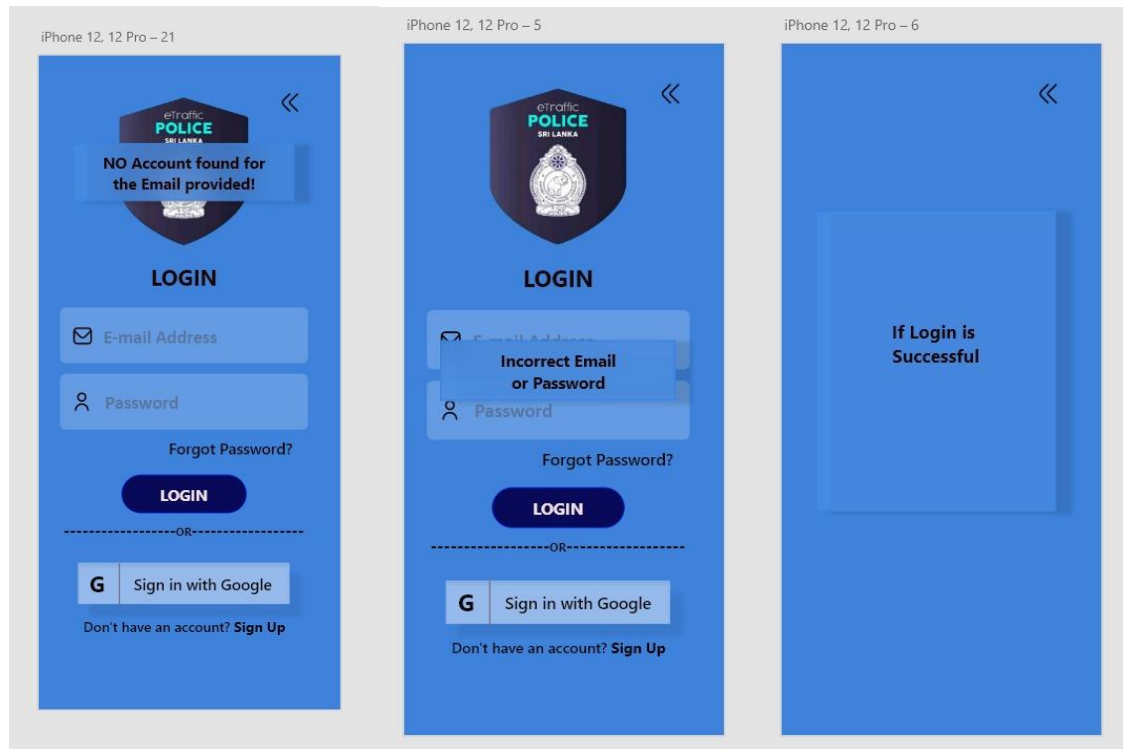 iPhone 12, 12 Pro – 21
eTraffic
POLICE
SRI LANKA
NO Account found for
the Email provided!
LOGIN
E-mail Address
Password
Forgot Password?
LOGIN
------------------OR------------------
G Sign in with Google
Don't have an account? Sign Up
iPhone 12, 12 Pro – 5
eTraffic
POLICE
SRI LANKA
LOGIN
E-mail Address
Incorrect Email
or Password
Password
Forgot Password?
LOGIN
------------------OR------------------
G Sign in with Google
Don't have an account? Sign Up
iPhone 12, 12 Pro – 6
If Login is
Successful